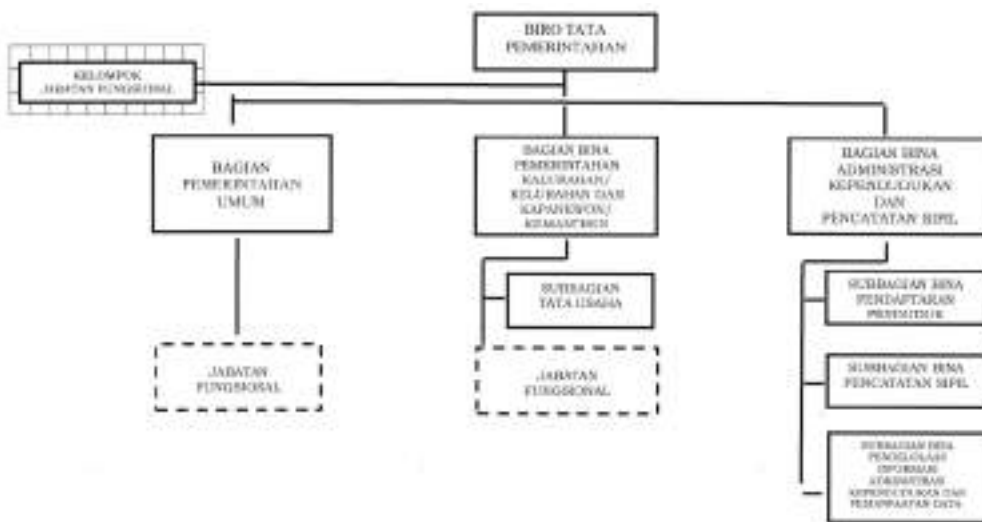 BIRO TATA
PEMERINTAHAN
KELOMPOK
JABATAN FUNGSIONAL
BAGIAN
PEMERINTAHAN
UMUM
BAGIAN BINA
PEMERINTAHAN
KALURAHAN/
KELURAHAN DAN
KAPANEWON/
KEMANTREN
BAGIAN BINA
ADMINISTRASI
KEPENDUDUKAN
DAN
PENCATATAN SIPIL
SUBBAGIAN
TATA USAHA
SUBBAGIAN BINA
PENDAFTARAN
PENDUDUK
JABATAN
FUNGSIONAL
JABATAN
FUNGSIONAL
SUBBAGIAN BINA
PENCATATAN SIPIL
SUBBAGIAN BINA
PENGELOLAAN
INFORMASI
ADMINISTRASI
KEPENDUDUKAN DAN
PEMANFAATAN DATA